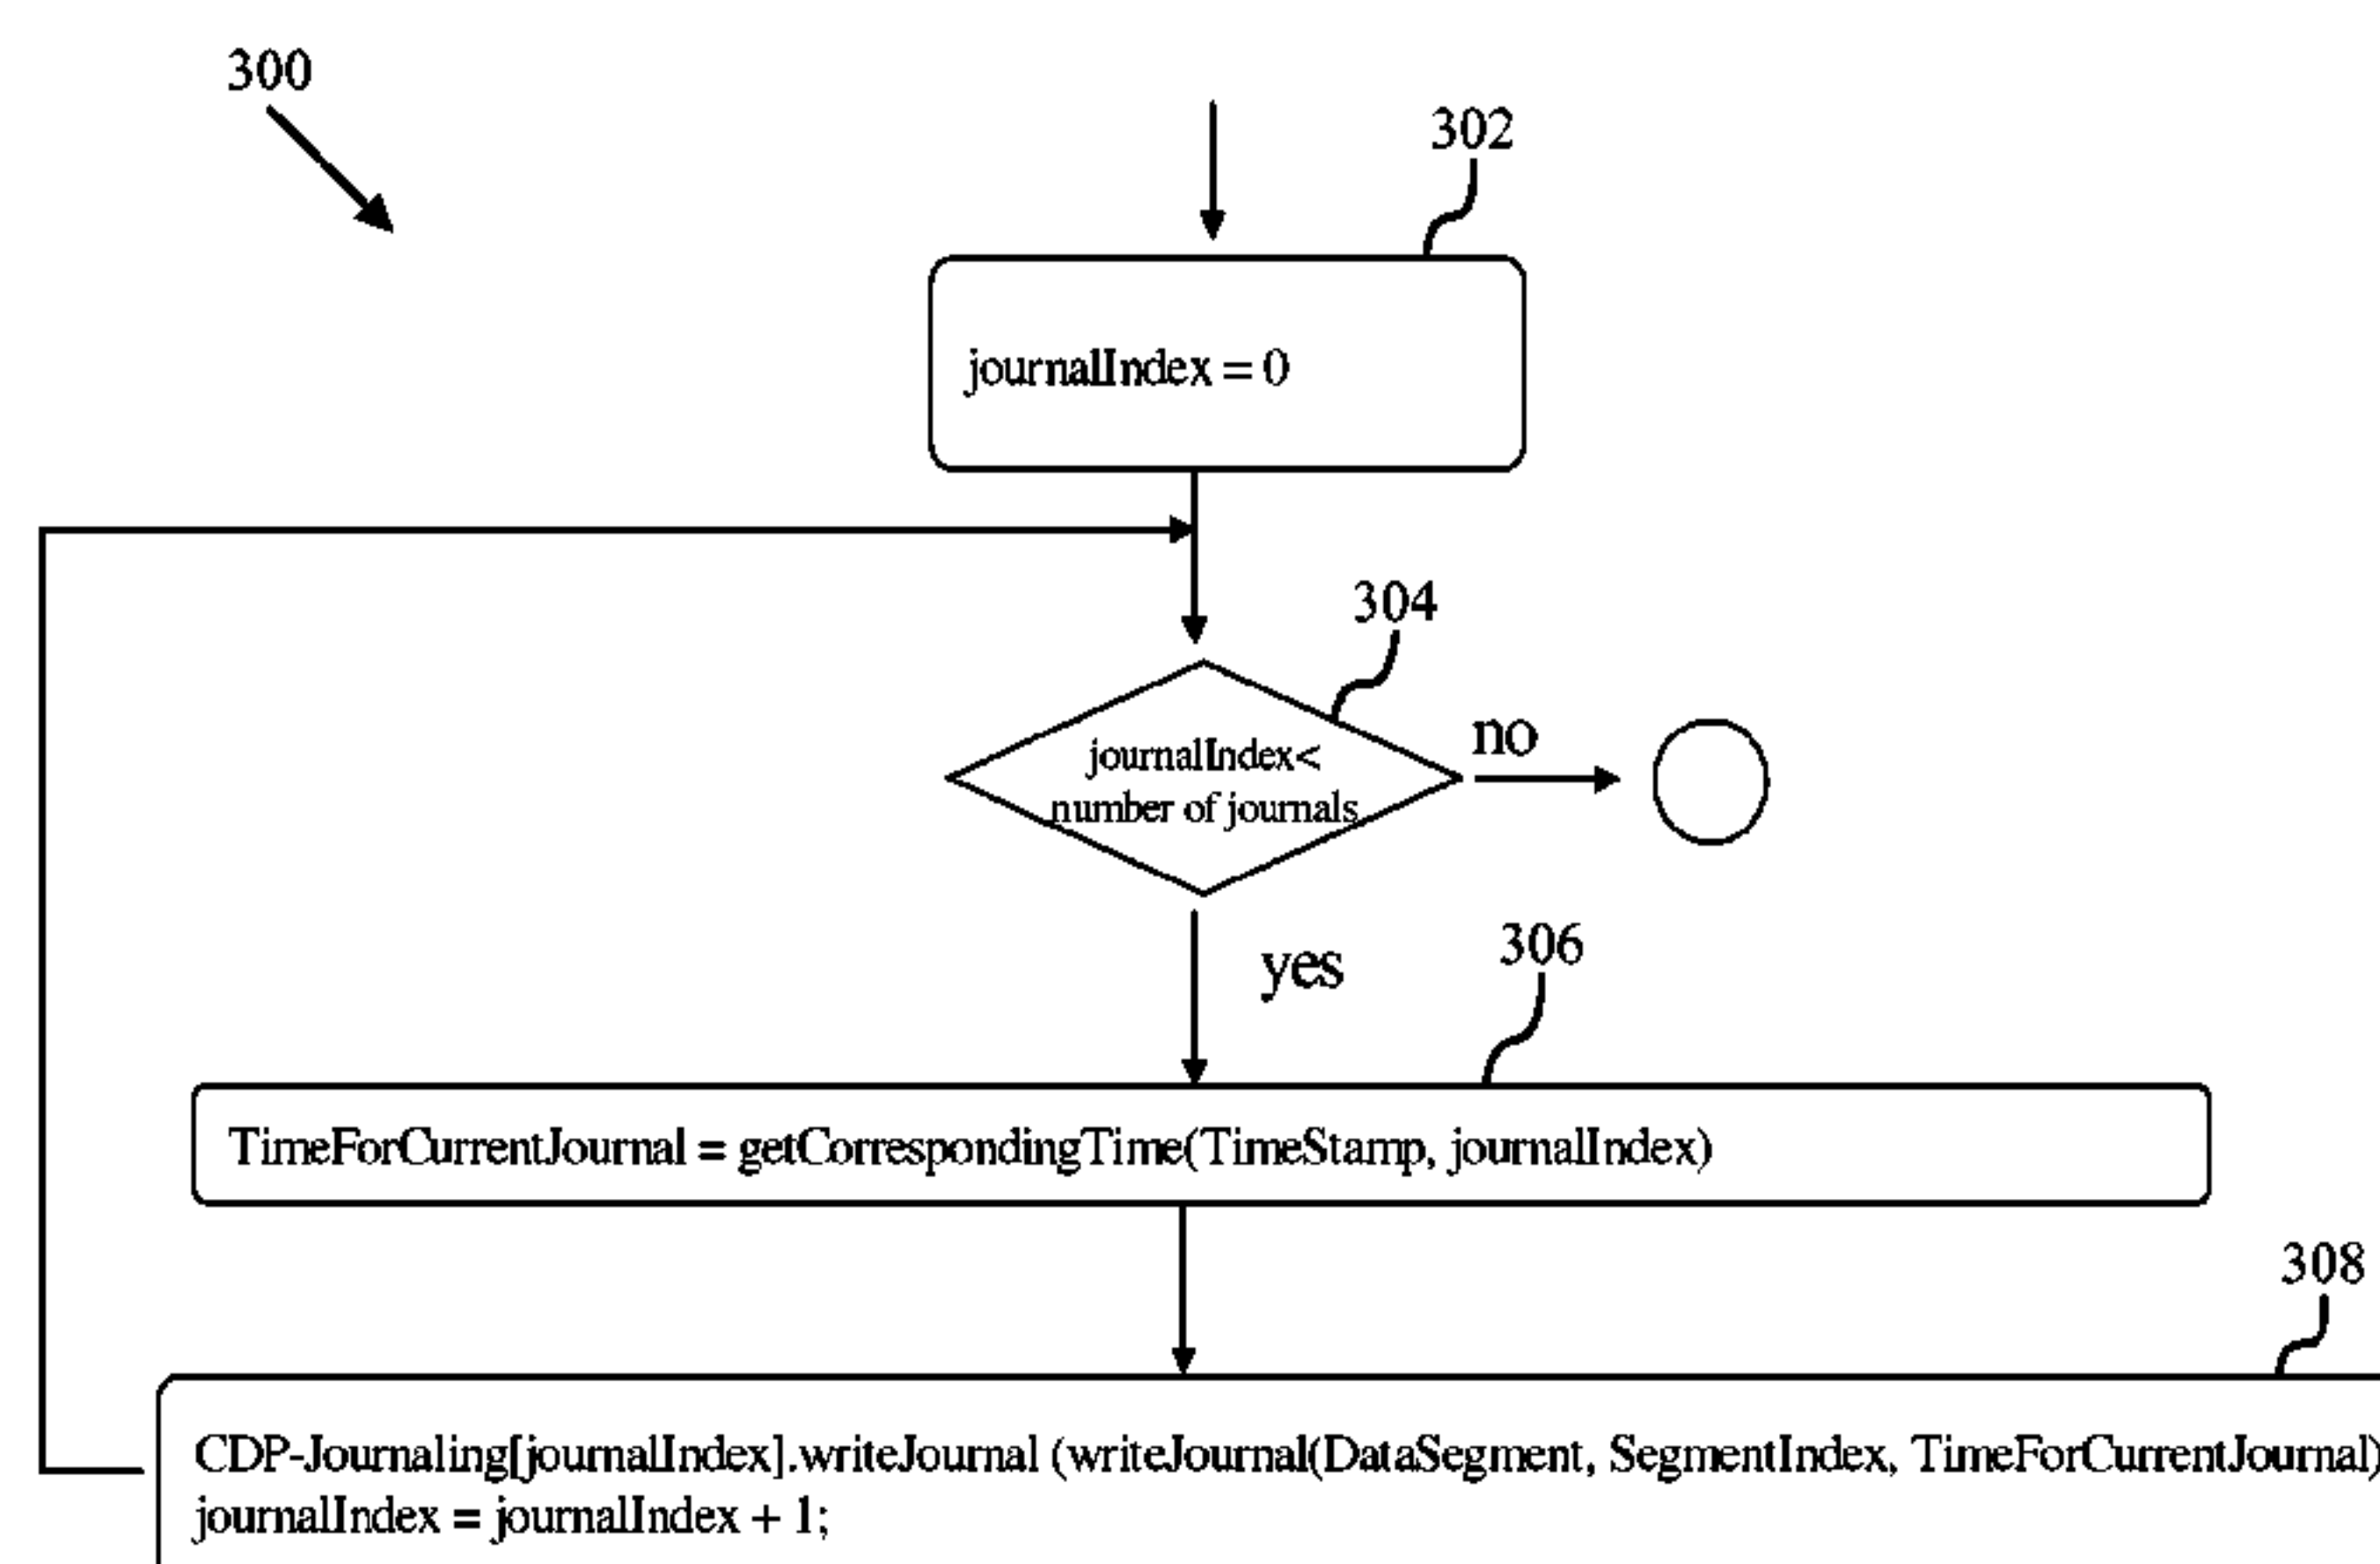 300
302
journalIndex = 0
304
journalIndex<
number of journals
no
yes
306
TimeForCurrentJournal = getCorrespondingTime(TimeStamp, journalIndex)
308
CDP-Journaling[journalIndex].writeJournal (writeJournal(DataSegment, SegmentIndex, TimeForCurrentJournal)
journalIndex = journalIndex + 1;